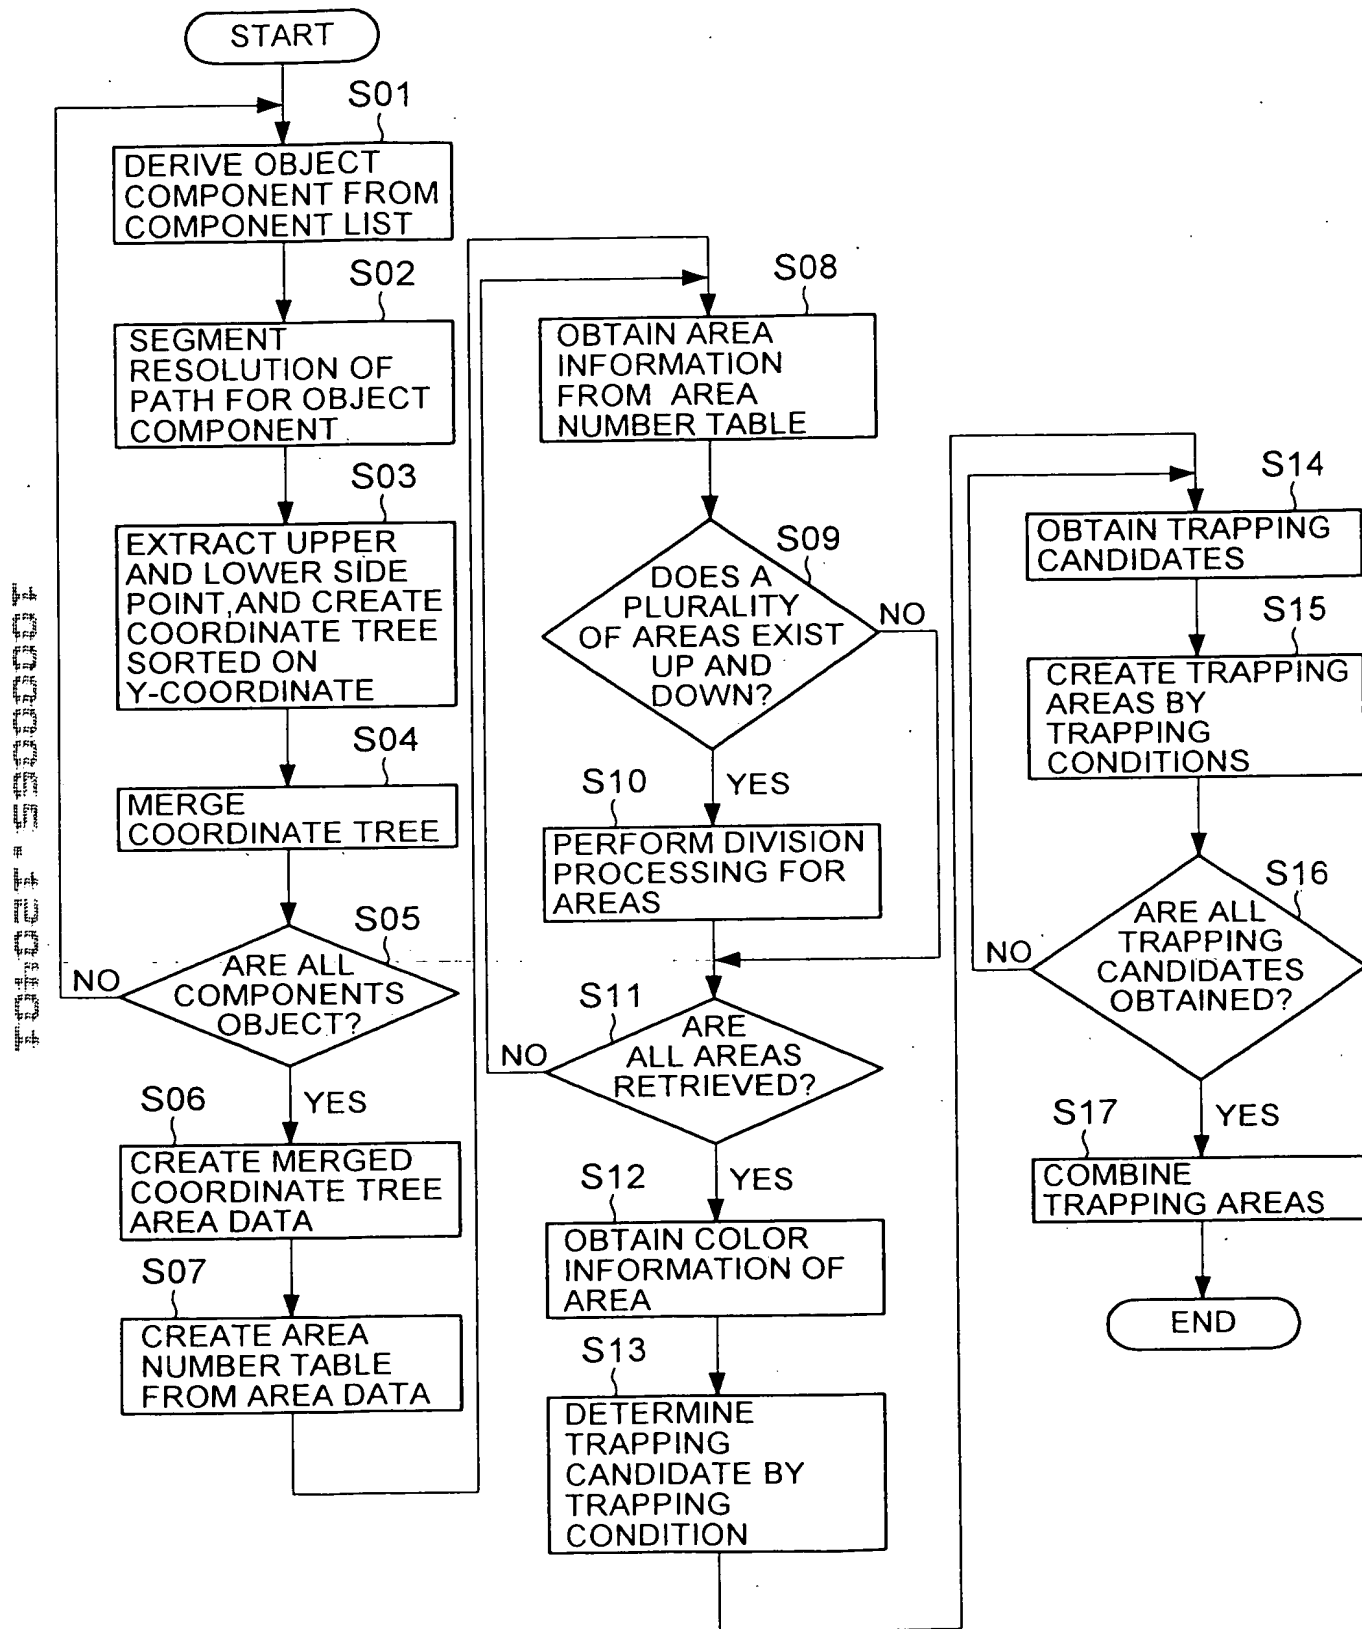 START
S01
DERIVE OBJECT
COMPONENT FROM
COMPONENT LIST
S02
SEGMENT
RESOLUTION OF
PATH FOR OBJECT
COMPONENT
S03
EXTRACT UPPER
AND LOWER SIDE
POINT,AND CREATE
COORDINATE TREE
SORTED ON
Y-COORDINATE
S04
MERGE
COORDINATE TREE
S05
ARE ALL
COMPONENTS
OBJECT?
NO
YES
S06
CREATE MERGED
COORDINATE TREE
AREA DATA
S07
CREATE AREA
NUMBER TABLE
FROM AREA DATA
S08
OBTAIN AREA
INFORMATION
FROM AREA
NUMBER TABLE
S09
DOES A
PLURALITY
OF AREAS EXIST
UP AND
DOWN?
NO
YES
S10
PERFORM DIVISION
PROCESSING FOR
AREAS
S11
ARE
ALL AREAS
RETRIEVED?
NO
YES
S12
OBTAIN COLOR
INFORMATION OF
AREA
S13
DETERMINE
TRAPPING
CANDIDATE BY
TRAPPING
CONDITION
S14
OBTAIN TRAPPING
CANDIDATES
S15
CREATE TRAPPING
AREAS BY
TRAPPING
CONDITIONS
S16
ARE ALL
TRAPPING
CANDIDATES
OBTAINED?
NO
YES
S17
COMBINE
TRAPPING AREAS
END